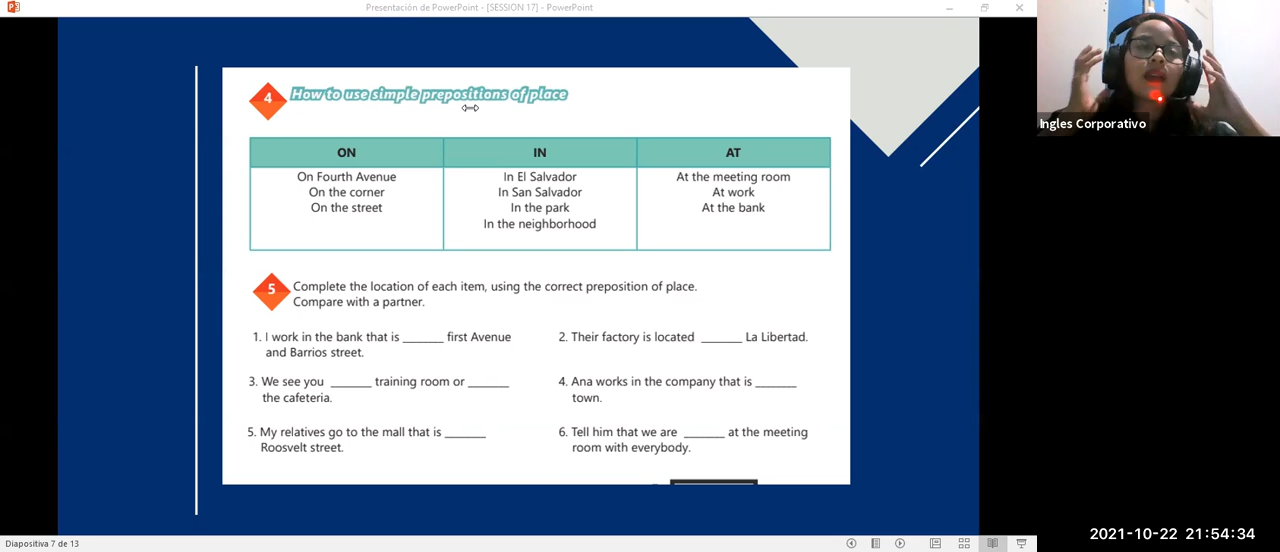 Presentación de PowerPoint - [SESSION 17] - PowerPoint
Ingles Corporativo
4
How to use simple prepositions of place
ON IN AT
On Fourth Avenue In El Salvador At the meeting room
On the corner In San Salvador At work
On the street In the park At the bank
In the neighborhood
5
Complete the location of each item, using the correct preposition of place.
Compare with a partner.
1. I work in the bank that is _______ first Avenue
and Barrios street.
2. Their factory is located _______ La Libertad.
3. We see you _______ training room or _______
the cafeteria.
4. Ana works in the company that is _______
town.
5. My relatives go to the mall that is _______
Roosvelt street.
6. Tell him that we are _______ at the meeting
room with everybody.
2021-10-22 21:54:34
Diapositiva 7 de 13